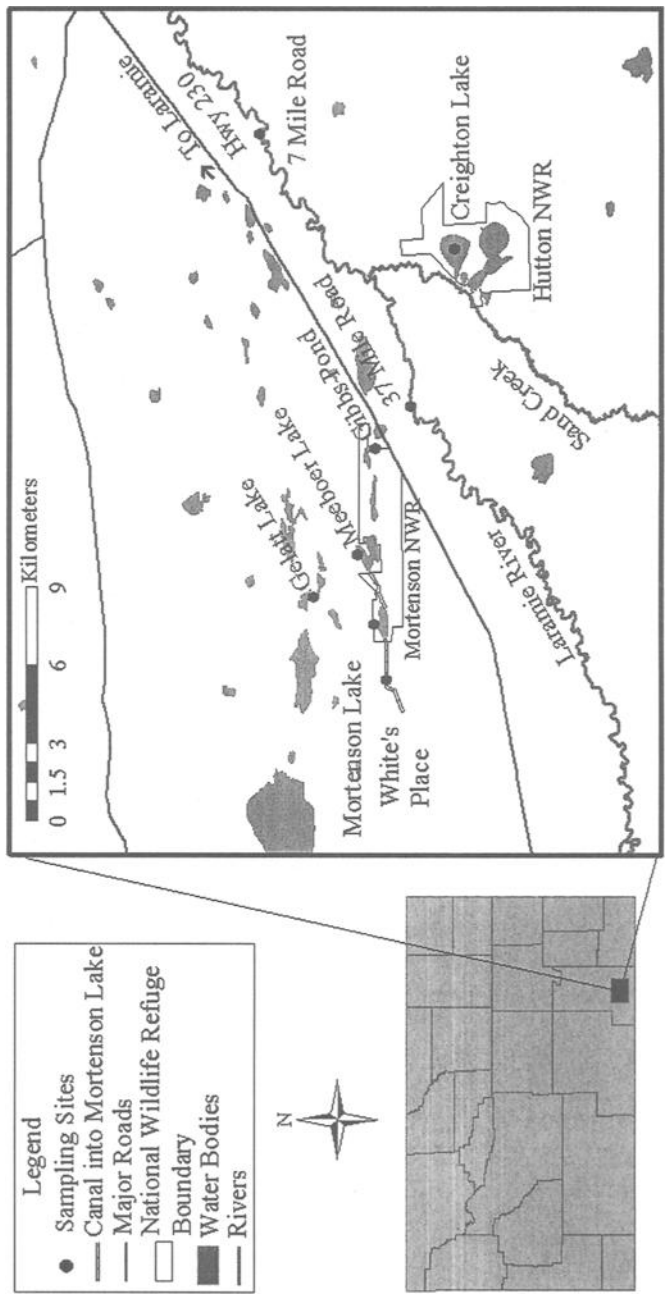 Legend
Sampling Sites
Canal into Mortenson Lake
Major Roads
National Wildlife Refuge
Boundary
Water Bodies
Rivers
N
0 1.5 3 6 9
Kilometers
To Laramie
Hwy 230
7 Mile Road
Gelatt Lake
Meeboer Lake
Gibbs Pond
37 Mile Road
Mortenson Lake
White's
Place
Mortenson NWR
Creighton Lake
Hutton NWR
Sand Creek
Laramie River